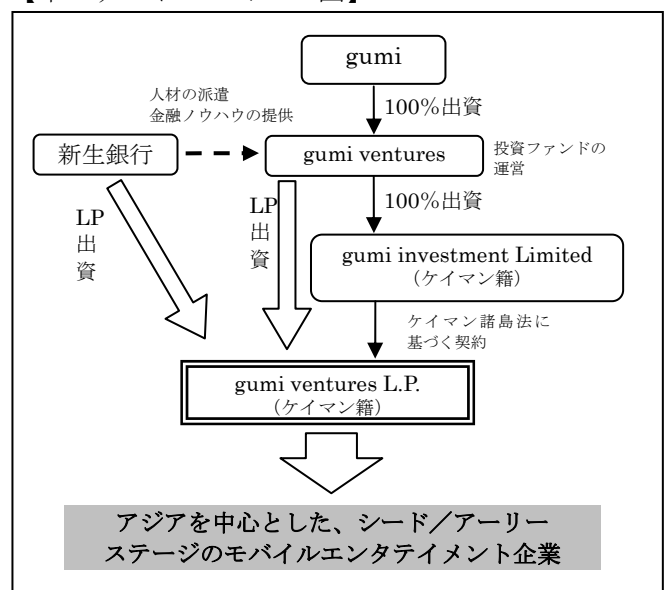 gumi
人材の派遣
金融ノウハウの提供
100％出資
新生銀行
gumi ventures
投資ファンドの
運営
LP
出
資
LP
出
資
100％出資
gumi investment Limited
（ケイマン籍）
ケイマン諸島法に
基づく契約
gumi ventures L.P.
（ケイマン籍）
アジアを中心とした、シード／アーリー
ステージのモバイルエンタテイメント企業